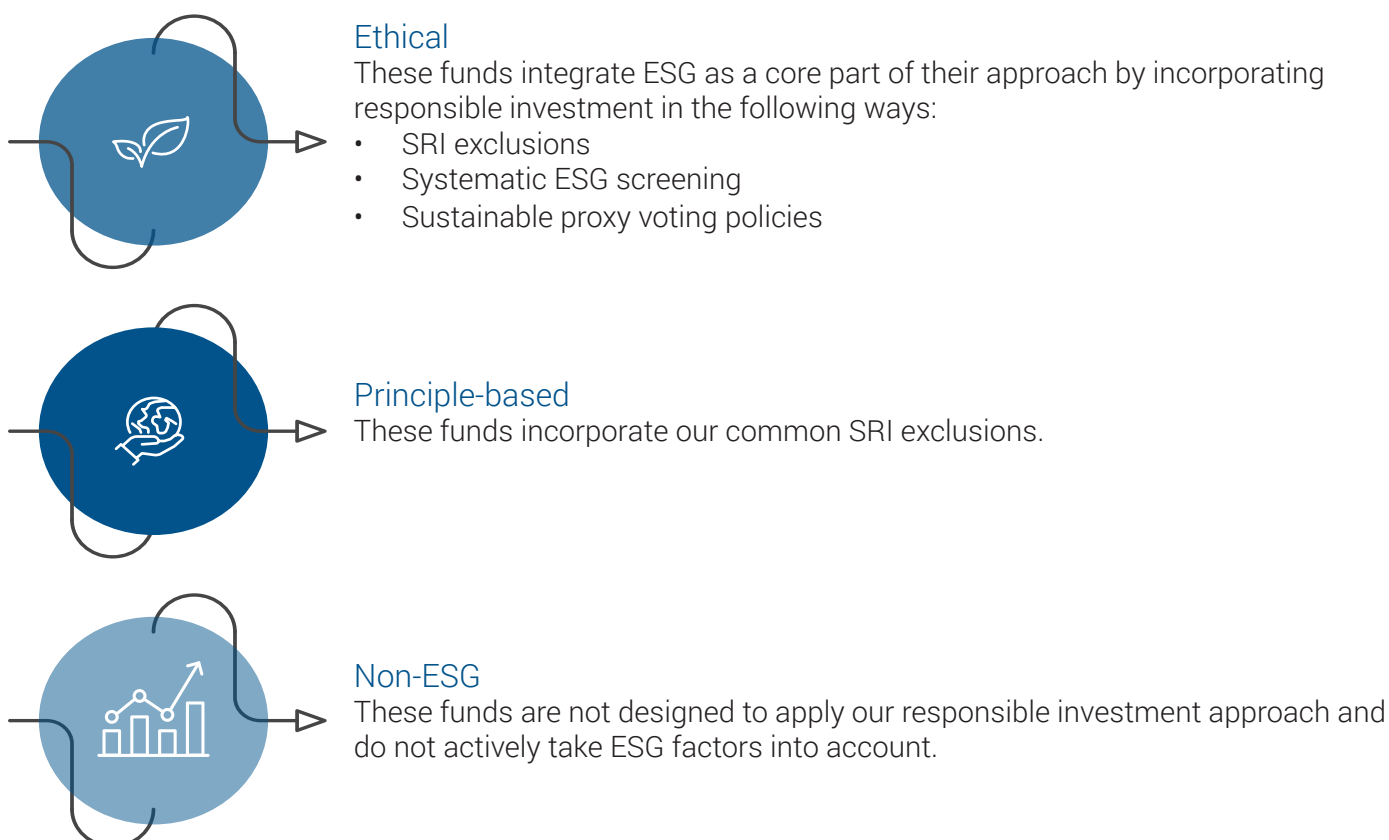 Ethical
These funds integrate ESG as a core part of their approach by incorporating
responsible investment in the following ways:
• SRI exclusions
• Systematic ESG screening
• Sustainable proxy voting policies
Principle-based
These funds incorporate our common SRI exclusions.
Non-ESG
These funds are not designed to apply our responsible investment approach and
do not actively take ESG factors into account.